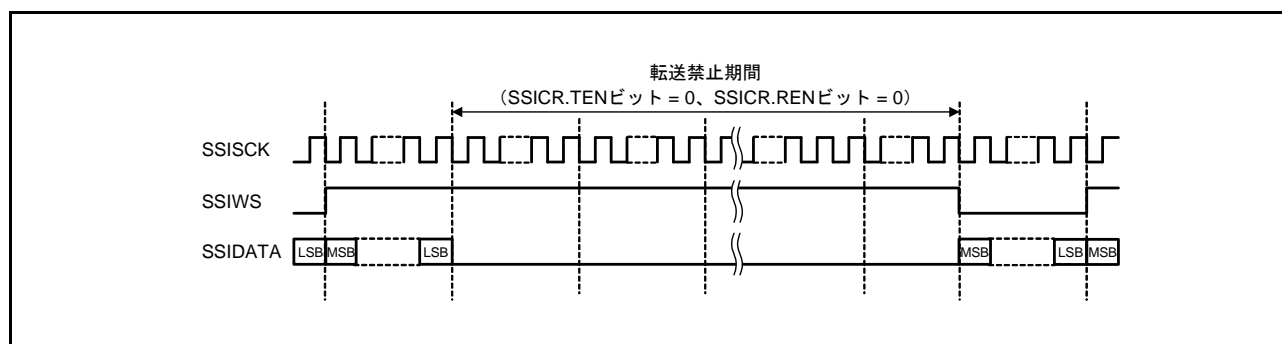 転送禁止期間
（SSICR.TENビット = 0、SSICR.RENビット = 0）
SSISCK
SSIWS
SSIDATA LSB MSB LSB MSB LSB MSB